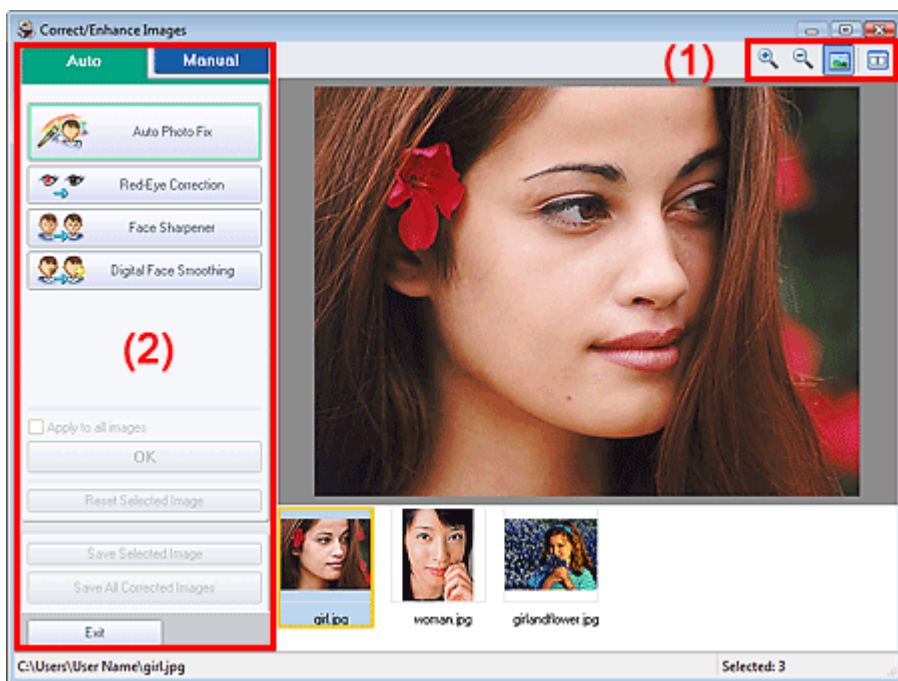 Correct/Enhance Images
Auto
Manual
(1)
Auto Photo Fix
Red-Eye Correction
Face Sharpener
Digital Face Smoothing
(2)
Apply to all images
OK
Reset Selected Image
Save Selected Image
Save All Corrected Images
Exit
girl.jpg
woman.jpg
girlandflower.jpg
C:\Users\User Name\girl.jpg
Selected: 3